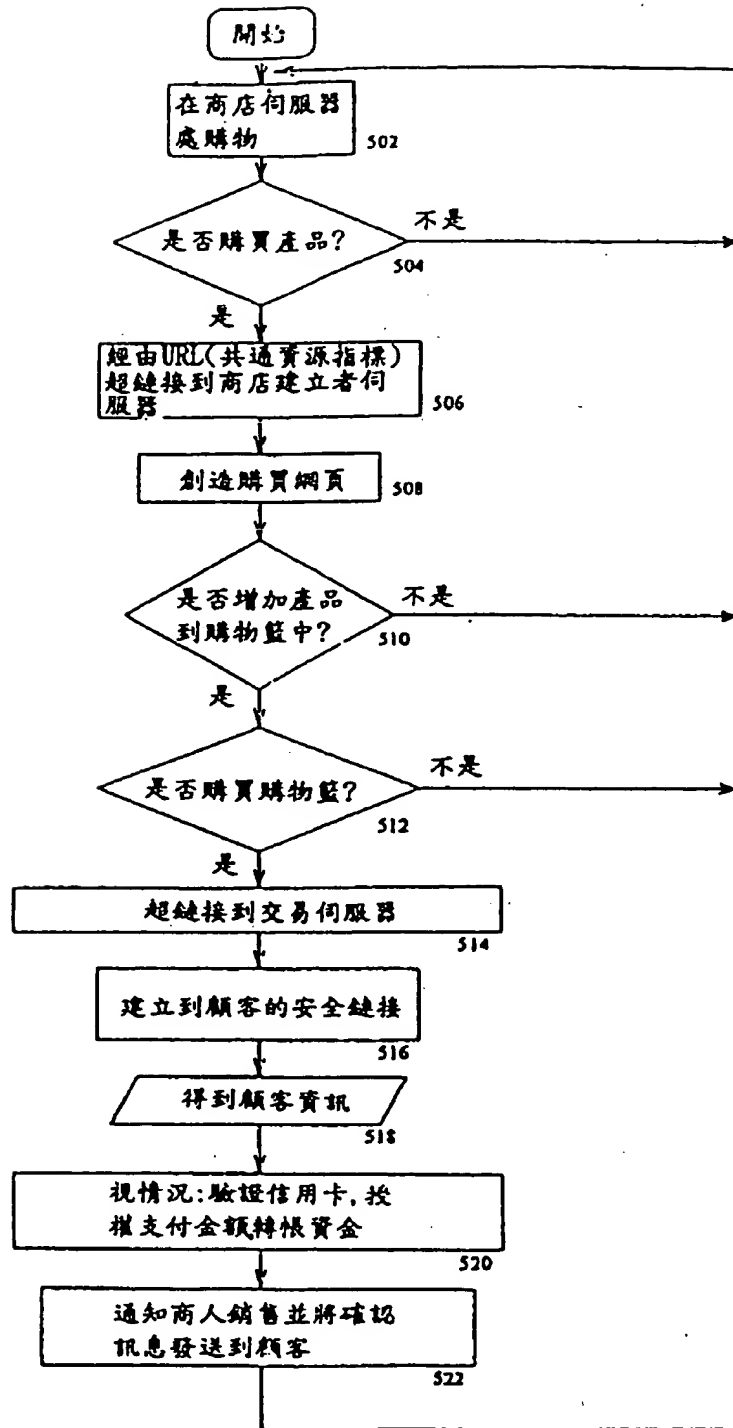 開始
在商店伺服器
處購物
502
是否購買產品?
不是
504
是
經由URL(共通資源指標)
超鏈接到商店建立者伺
服器
506
創造購買網頁
508
是否增加產品
到購物籃中?
不是
510
是
是否購買購物籃?
不是
512
是
超鏈接到交易伺服器
514
建立到顧客的安全鏈接
516
得到顧客資訊
518
視情況:驗證信用卡,授
權支付金額轉帳資金
520
通知商人銷售並將確認
訊息發送到顧客
522